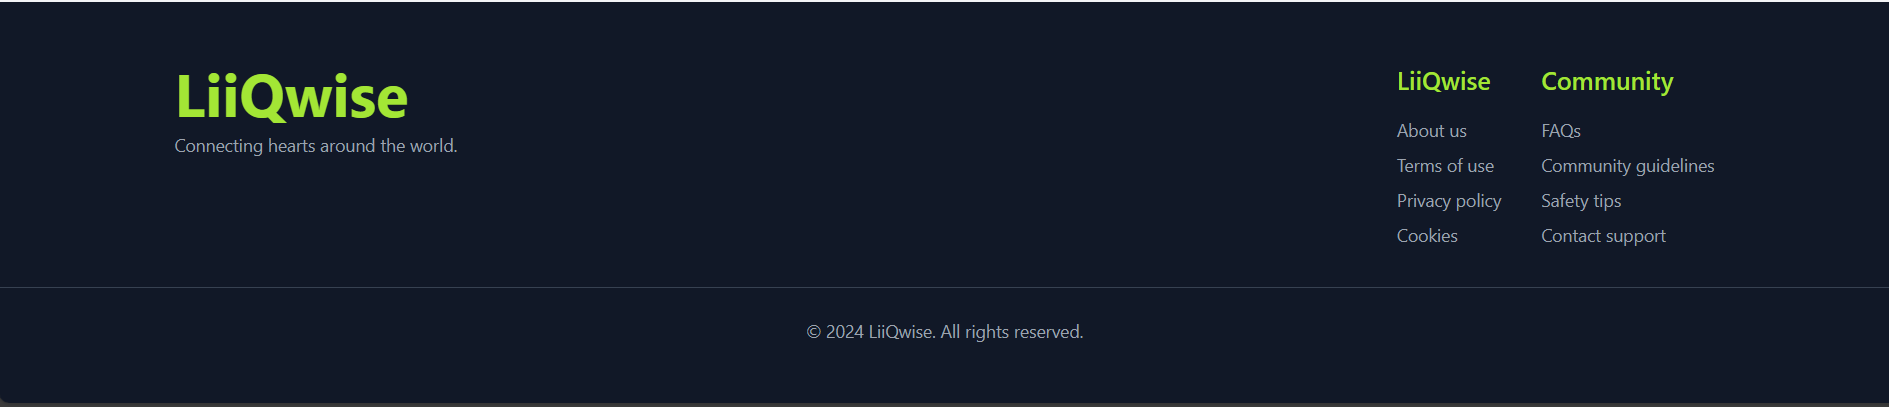 LiiQwise
Connecting hearts around the world.
LiiQwise
About us
Terms of use
Privacy policy
Cookies
Community
FAQs
Community guidelines
Safety tips
Contact support
© 2024 LiiQwise. All rights reserved.